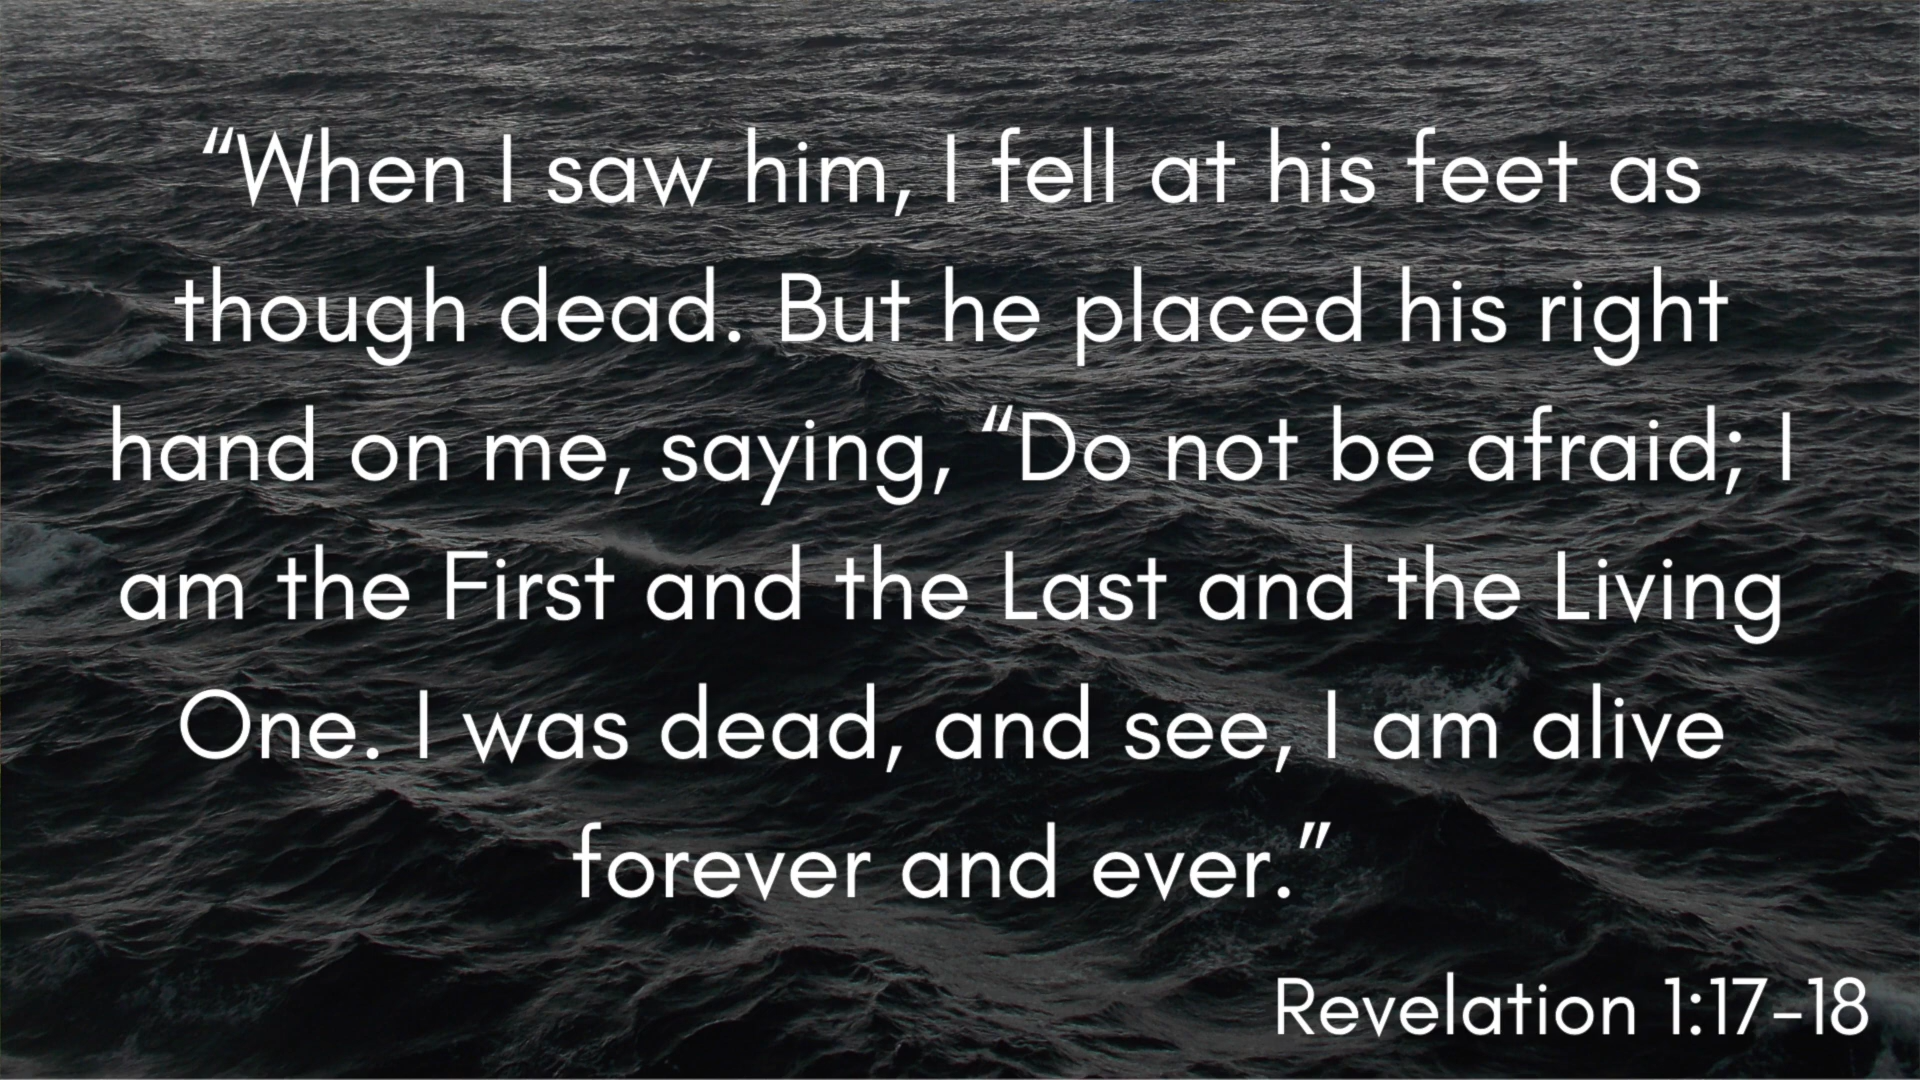 “When I saw him, I fell at his feet as
though dead. But he placed his right
hand on me, saying, “Do not be afraid; I
am the First and the Last and the Living
One. I was dead, and see, I am alive
forever and ever.”
Revelation 1:17-18